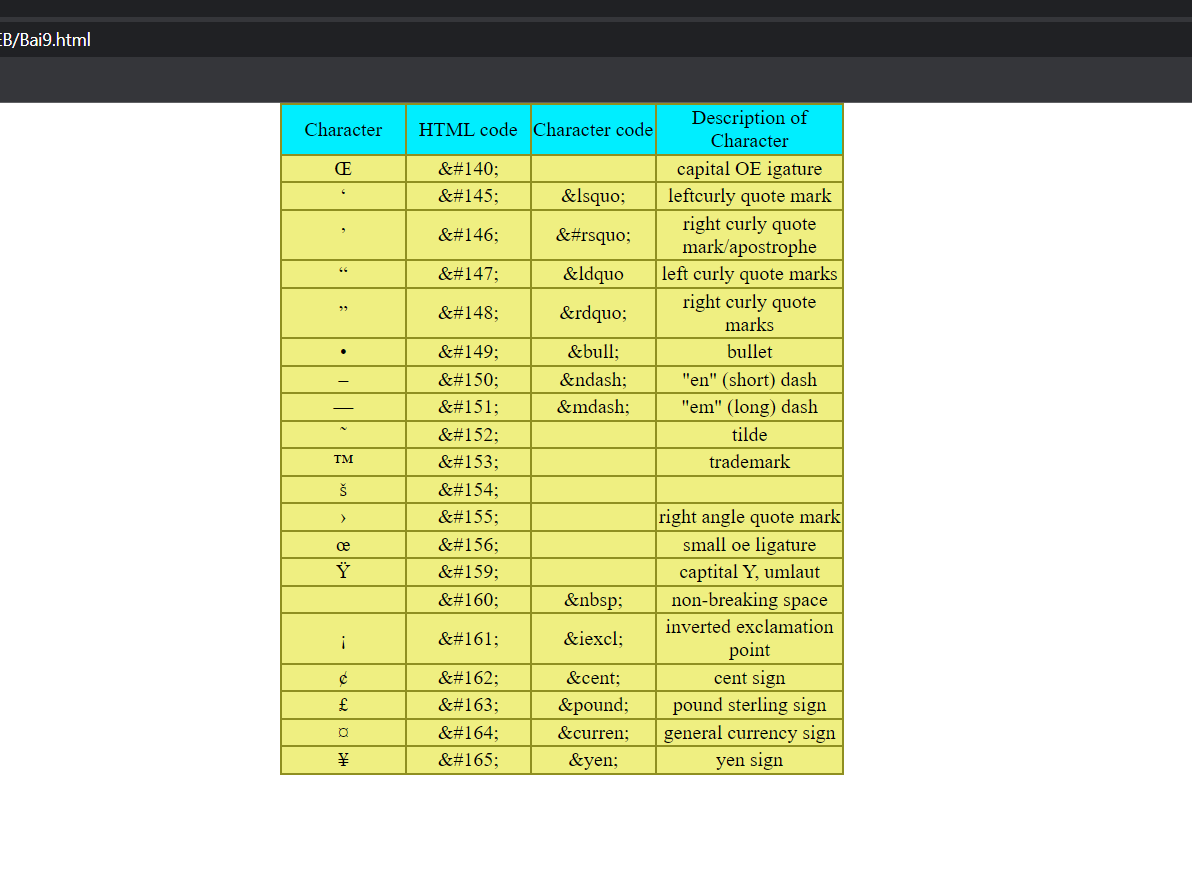 EB/Bai9.html
Character HTML code Character code Description of
Character
Œ &#140; capital OE igature
‘ &#145; &lsquo; leftcurly quote mark
’ &#146; &#rsquo; right curly quote
mark/apostrophe
“ &#147; &ldquo left curly quote marks
” &#148; &rdquo; right curly quote
marks
• &#149; &bull; bullet
– &#150; &ndash; "en" (short) dash
— &#151; &mdash; "em" (long) dash
˜ &#152; tilde
™ &#153; trademark
š &#154;
› &#155; right angle quote mark
œ &#156; small oe ligature
Ÿ &#159; captital Y, umlaut
&#160; &nbsp; non-breaking space
¡ &#161; &iexcl; inverted exclamation
point
¢ &#162; &cent; cent sign
£ &#163; &pound; pound sterling sign
¤ &#164; &curren; general currency sign
¥ &#165; &yen; yen sign